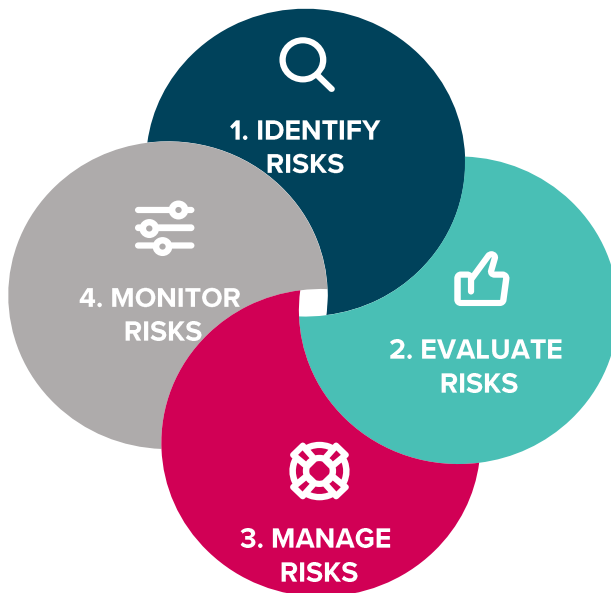 1. IDENTIFY
RISKS
2. EVALUATE
RISKS
3. MANAGE
RISKS
4. MONITOR
RISKS